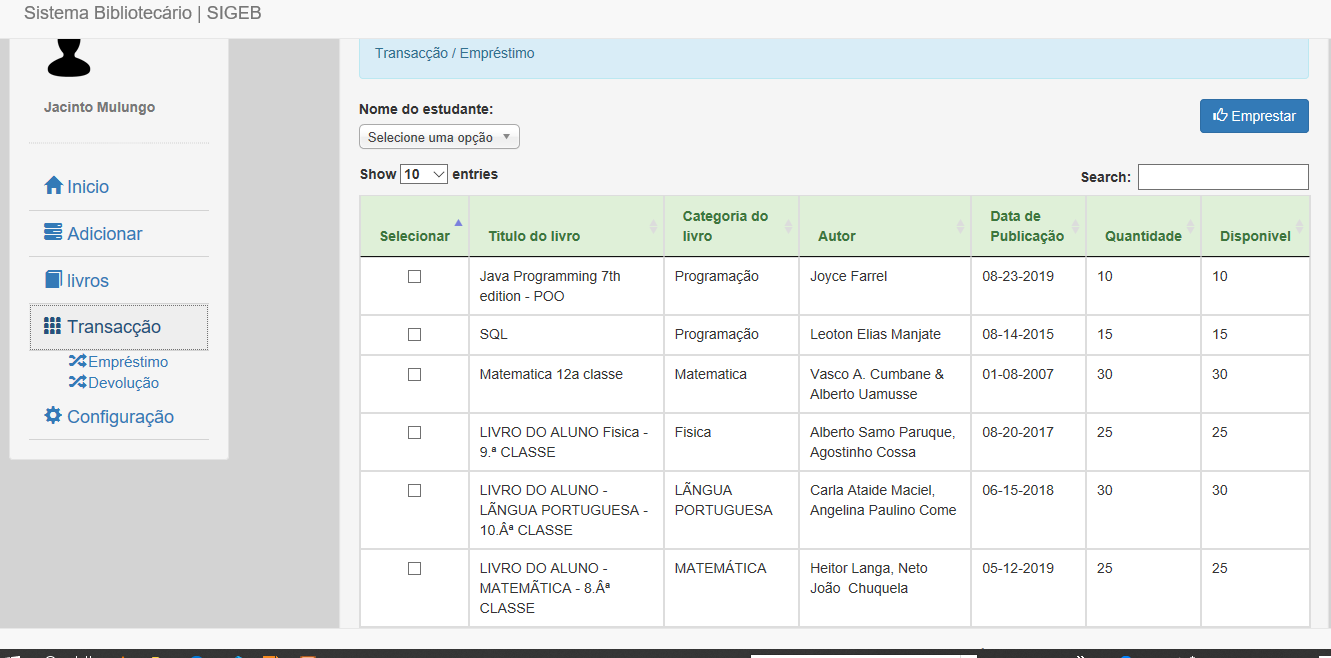 Sistema Bibliotecário | SIGEB
Jacinto Mulungo
Inicio
Adicionar
livros
Transacção
Empréstimo
Devolução
Configuração
Transacção / Empréstimo
Nome do estudante:
Selecione uma opção
Emprestar
Show 10 entries
Search:
Selecionar Titulo do livro Categoria do livro Autor Data de Publicação Quantidade Disponivel
Java Programming 7th edition - POO Programação Joyce Farrel 08-23-2019 10 10
SQL Programação Leoton Elias Manjate 08-14-2015 15 15
Matematica 12a classe Matematica Vasco A. Cumbane & Alberto Uamusse 01-08-2007 30 30
LIVRO DO ALUNO Fisica - 9.ª CLASSE Fisica Alberto Samo Paruque, Agostinho Cossa 08-20-2017 25 25
LIVRO DO ALUNO - LÃNGUA PORTUGUESA - 10.Âª CLASSE LÃNGUA PORTUGUESA Carla Ataide Maciel, Angelina Paulino Come 06-15-2018 30 30
LIVRO DO ALUNO - MATEMÃTICA - 8.Âª CLASSE MATEMÁTICA Heitor Langa, Neto João Chuquela 05-12-2019 25 25